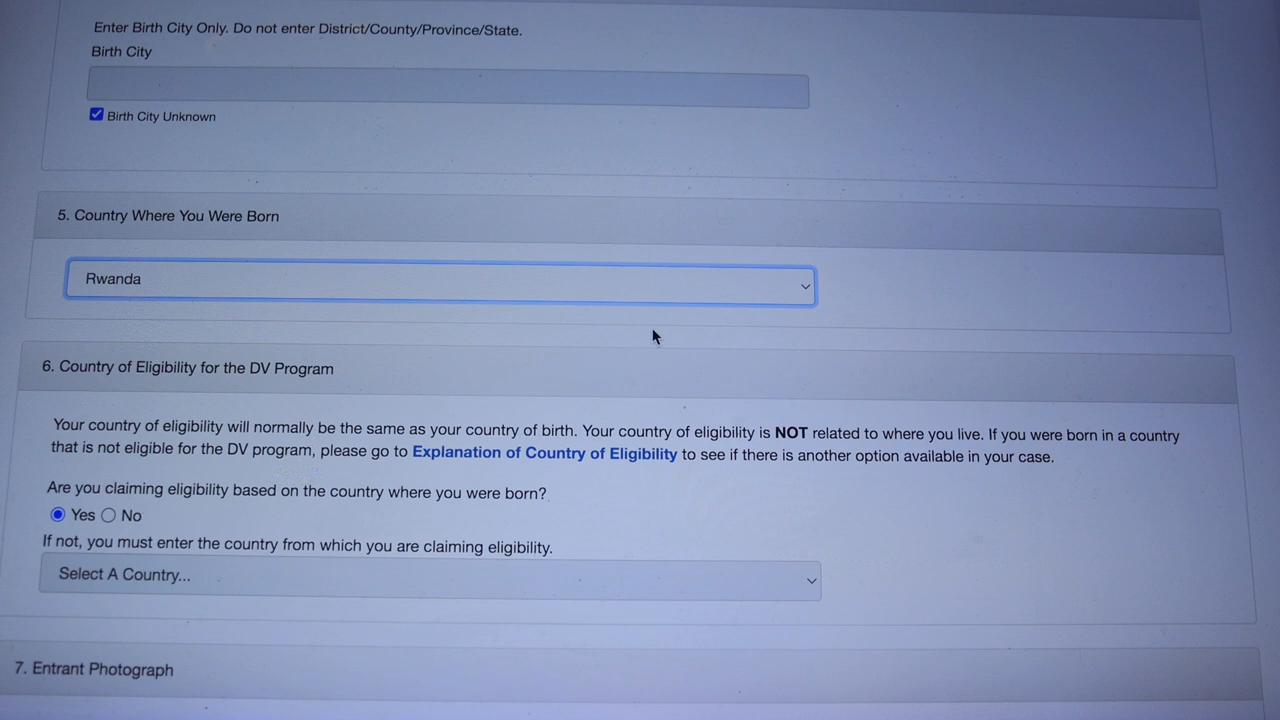 Enter Birth City Only. Do not enter District/County/Province/State.
Birth City
Birth City Unknown
5. Country Where You Were Born
Rwanda
6. Country of Eligibility for the DV Program
Your country of eligibility will normally be the same as your country of birth. Your country of eligibility is NOT related to where you live. If you were born in a country
that is not eligible for the DV program, please go to Explanation of Country of Eligibility to see if there is another option available in your case.
Are you claiming eligibility based on the country where you were born?
Yes No
If not, you must enter the country from which you are claiming eligibility.
Select A Country...
7. Entrant Photograph